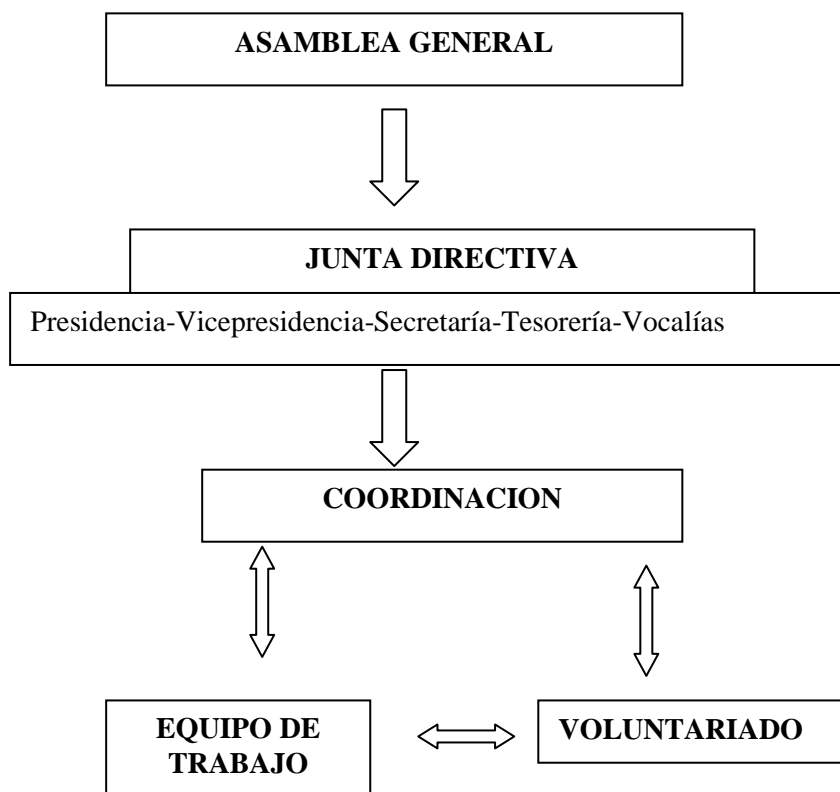 ASAMBLEA GENERAL
JUNTA DIRECTIVA
Presidencia-Vicepresidencia-Secretaría-Tesorería-Vocalías
COORDINACION
EQUIPO DE
TRABAJO
VOLUNTARIADO